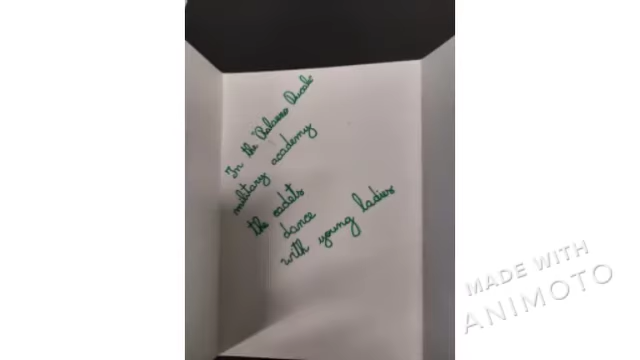 In the "Palazzo Ducale
military academy
the cadets
dance
with young ladies
MADE WITH
ANIMOTO